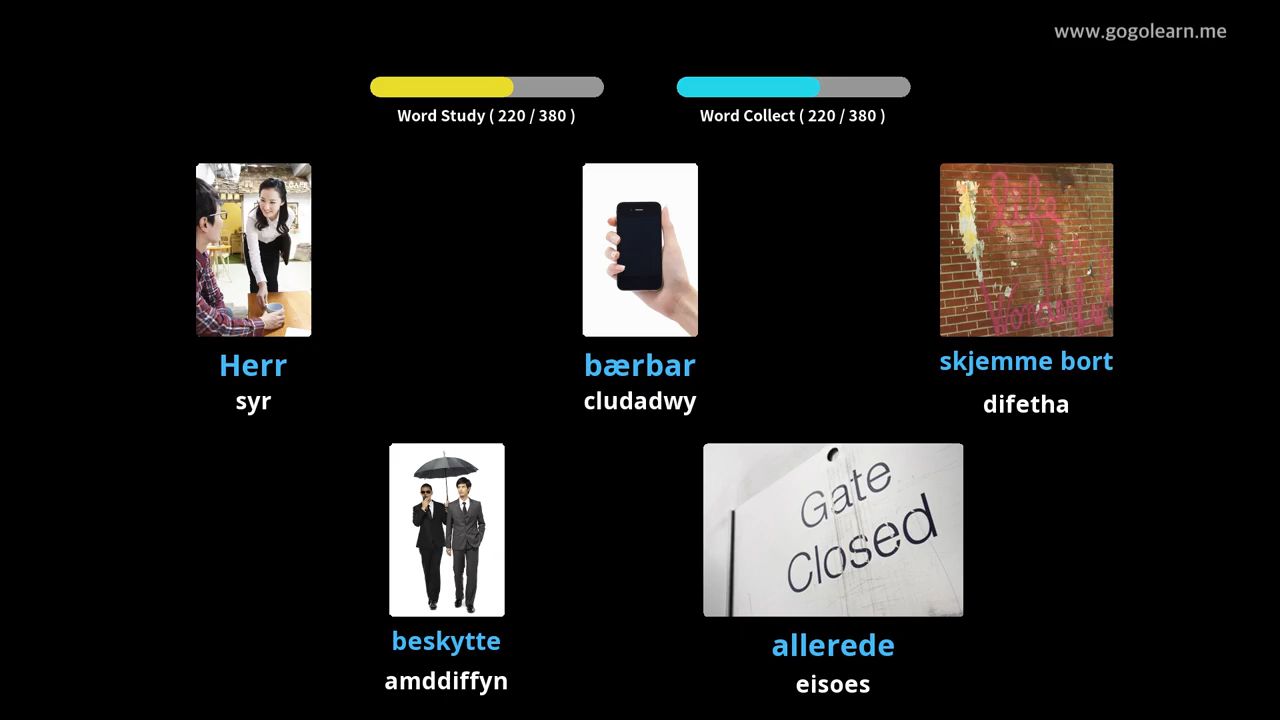 www.gogolearn.me
Word Study ( 220 / 380 )
Word Collect ( 220 / 380 )
Life
Herr
syr
bærbar
cludadwy
skjemme bort
difetha
Gate
Closed
beskytte
amddiffyn
allerede
eisoes